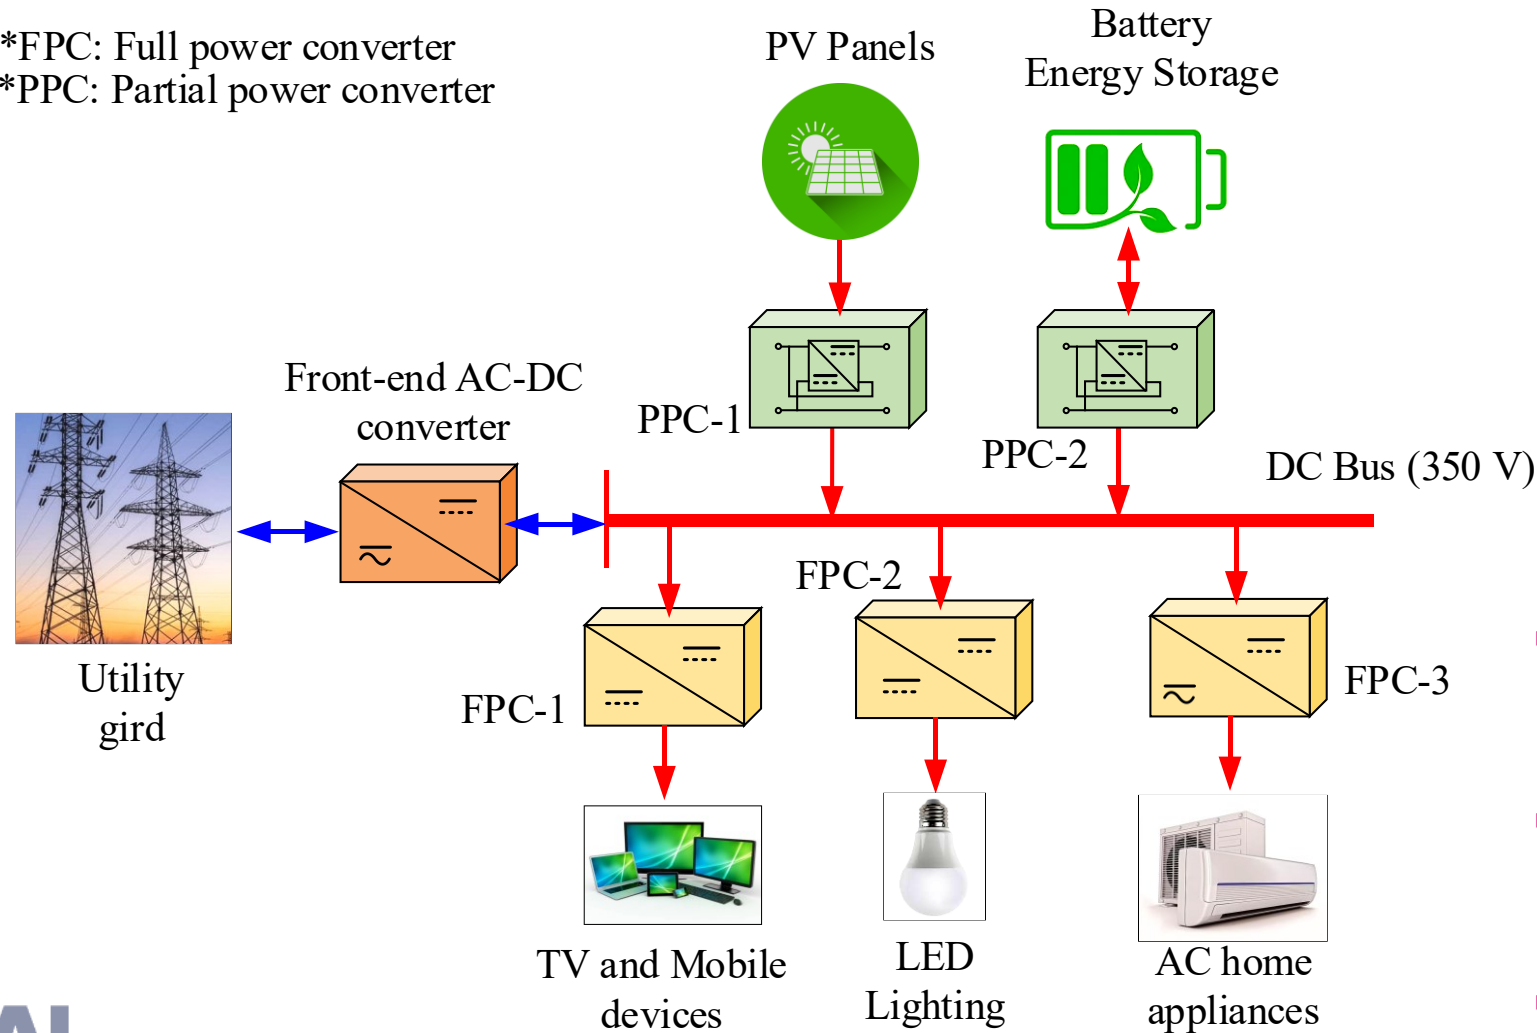 *FPC: Full power converter
*PPC: Partial power converter
PV Panels
Battery
Energy Storage
Front-end AC-DC
converter
PPC-1
PPC-2
DC Bus (350 V)
Utility
gird
FPC-1
FPC-2
FPC-3
TV and Mobile
devices
LED
Lighting
AC home
appliances